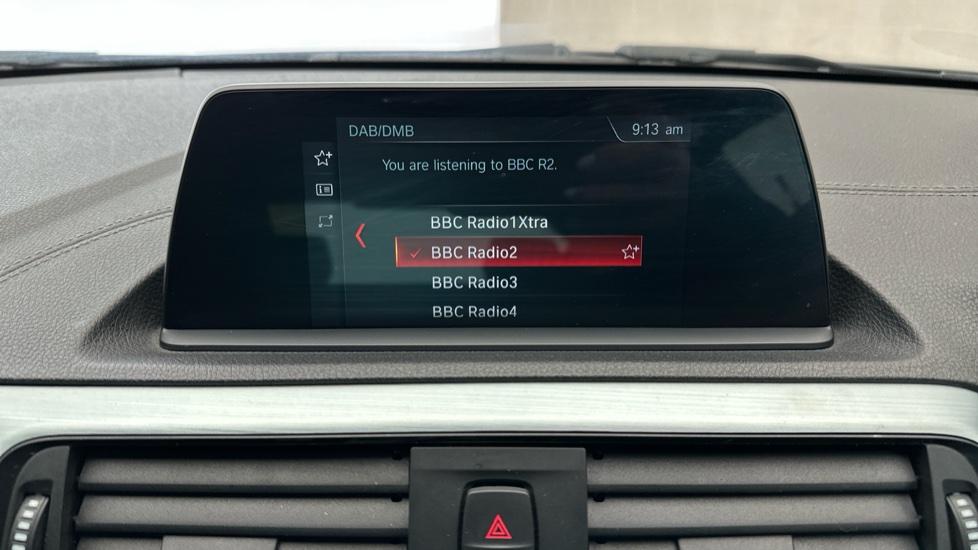 DAB/DMB
9:13 am
You are listening to BBC R2.
BBC Radio1Xtra
BBC Radio2
BBC Radio3
BBC Radio4